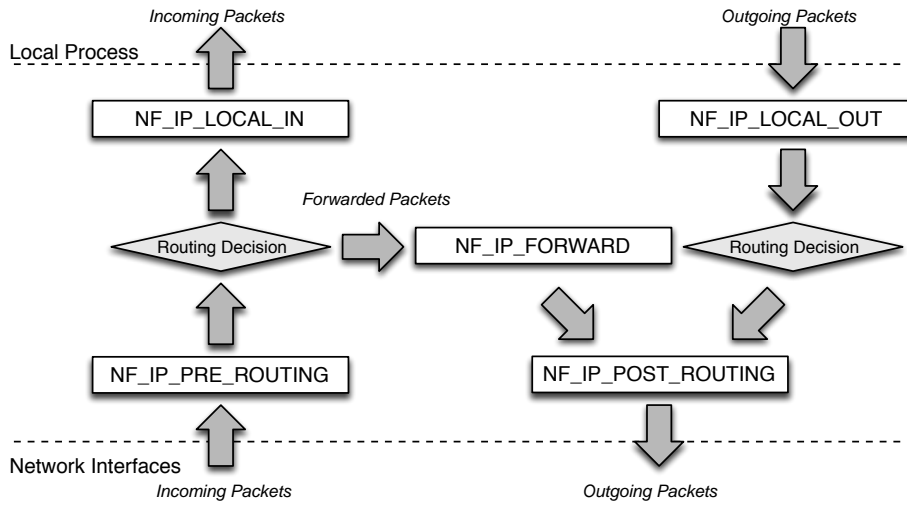 Incoming Packets
Outgoing Packets
Local Process
NF_IP_LOCAL_IN
NF_IP_LOCAL_OUT
Forwarded Packets
Routing Decision
NF_IP_FORWARD
Routing Decision
NF_IP_PRE_ROUTING
NF_IP_POST_ROUTING
Network Interfaces
Incoming Packets
Outgoing Packets